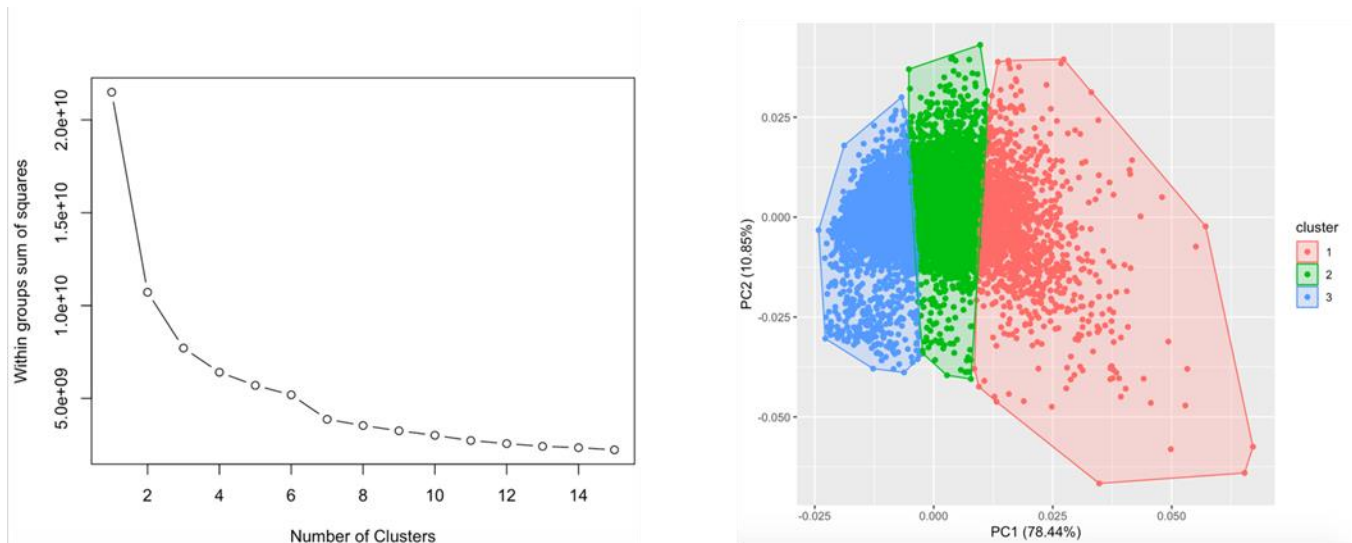 Within groups sum of squares
2.0e+10
1.5e+10
1.0e+10
5.0e+09
2 4 6 8 10 12 14
Number of Clusters
PC2 (10.85%)
0.025
0.000
-0.025
-0.050
-0.025 0.000 0.025 0.050
PC1 (78.44%)
cluster
1
2
3